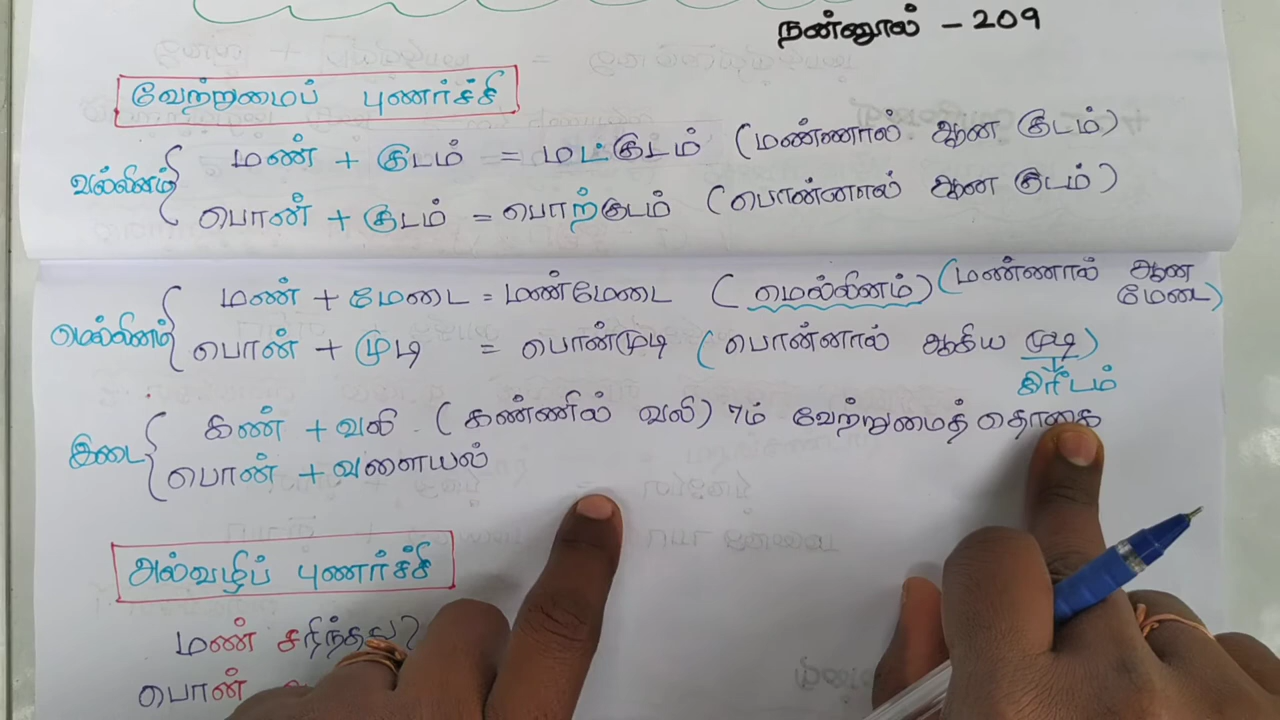 நன்னூல் - 209
வேற்றுமைப் புணர்ச்சி
வல்லினம் { மண் + குடம் = மட்குடம் (மண்ணால் ஆன குடம்)
பொன் + குடம் = பொற்குடம் (பொன்னால் ஆன குடம்)
மெல்லினம் { மண் + மேடை = மண்மேடை (மெல்லினம்) (மண்ணால் ஆன மேடை)
பொன் + முடி = பொன்முடி (பொன்னால் ஆகிய முடி)
கிரீடம்
இடை { கண் + வலி (கண்ணில் வலி) 7ம் வேற்றுமைத் தொகை
பொன் + வளையல்
அல்வழிப் புணர்ச்சி
மண் சரிந்தது
பொன்